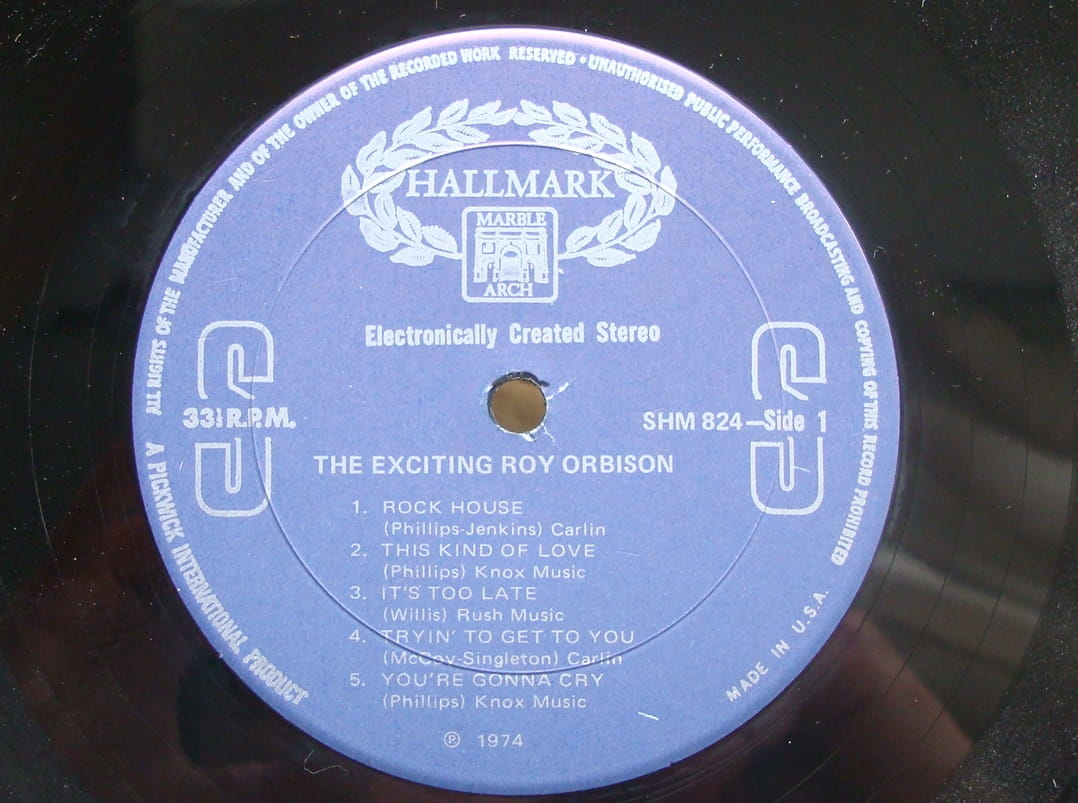 ALL RIGHTS OF THE MANUFACTURER AND OF THE OWNER OF THE RECORDED WORK RESERVED • UNAUTHORISED PUBLIC PERFORMANCE BROADCASTING AND COPYING OF THIS RECORD PROHIBITED
HALLMARK
MARBLE
ARCH
Electronically Created Stereo
33⅓ R.P.M.
SHM 824—Side 1
THE EXCITING ROY ORBISON
1. ROCK HOUSE
(Phillips-Jenkins) Carlin
2. THIS KIND OF LOVE
(Phillips) Knox Music
3. IT'S TOO LATE
(Willis) Rush Music
4. TRYIN' TO GET TO YOU
(McCoy-Singleton) Carlin
5. YOU'RE GONNA CRY
(Phillips) Knox Music
℗ 1974
A PICKWICK INTERNATIONAL PRODUCT
MADE IN U.S.A.